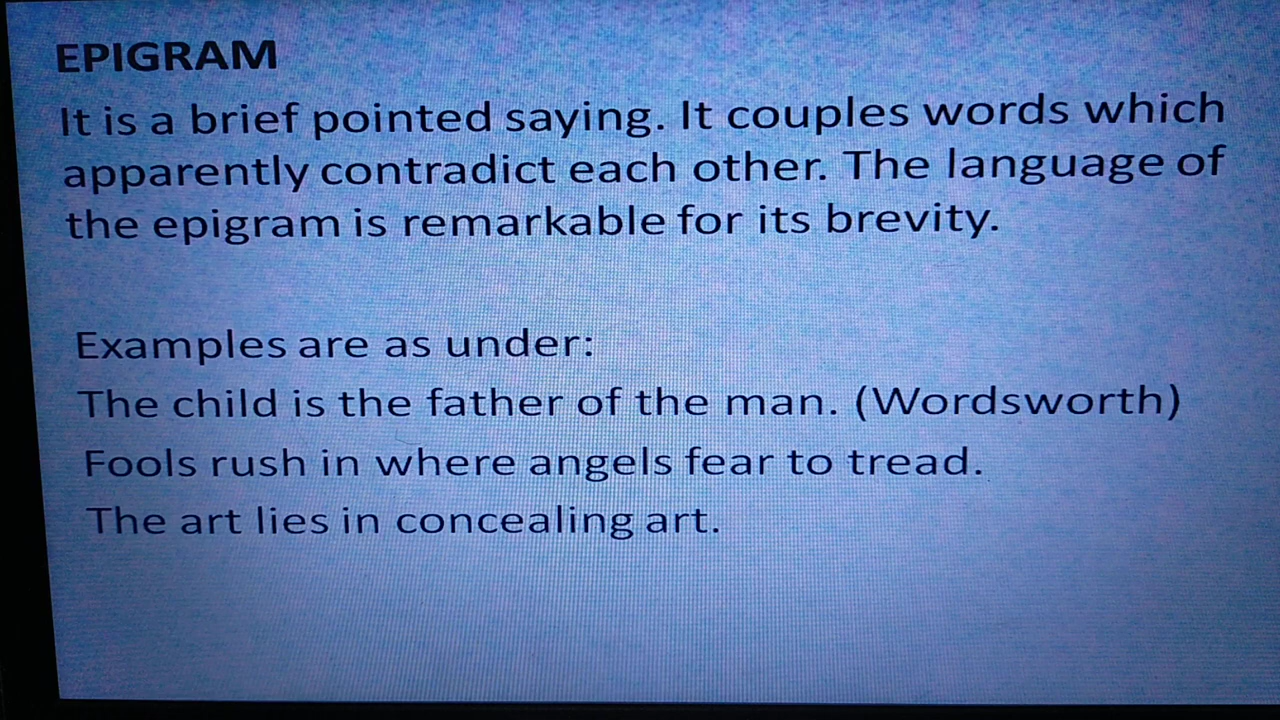 EPIGRAM
It is a brief pointed saying. It couples words which
apparently contradict each other. The language of
the epigram is remarkable for its brevity.
Examples are as under:
The child is the father of the man. (Wordsworth)
Fools rush in where angels fear to tread.
The art lies in concealing art.